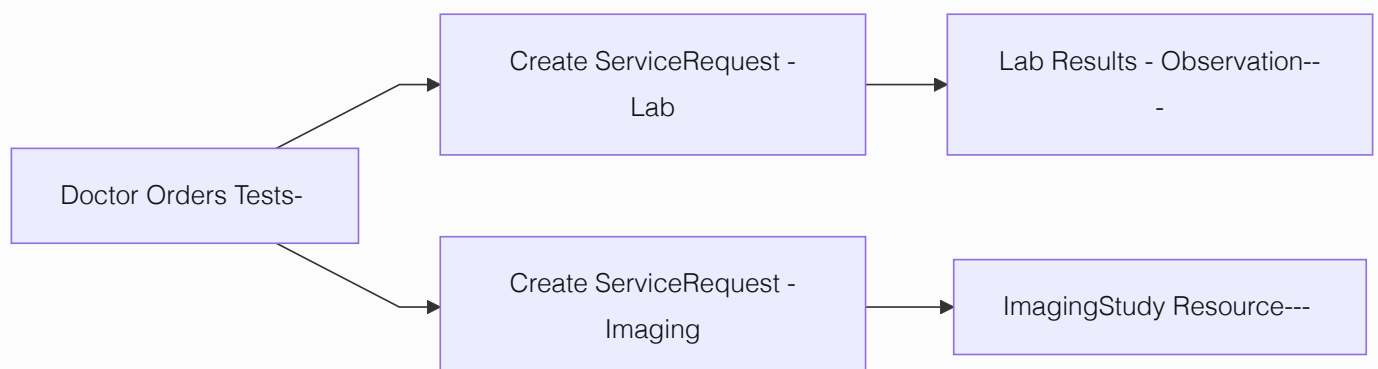 Create ServiceRequest -
Lab
Lab Results - Observation--
-
Doctor Orders Tests-
Create ServiceRequest -
Imaging
ImagingStudy Resource---